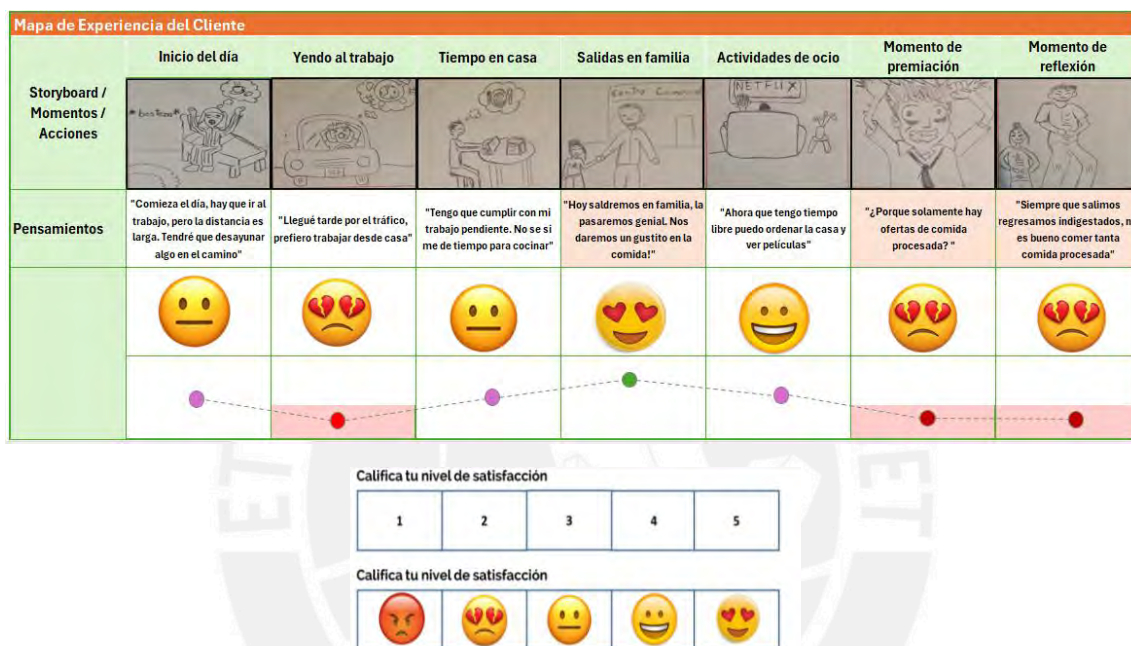 Mapa de Experiencia del Cliente
Inicio del día
Yendo al trabajo
Tiempo en casa
Salidas en familia
Actividades de ocio
Momento de
premiación
Momento de
reflexión
Storyboard /
Momentos /
Acciones
NETFLIX
Pensamientos
"Comieza el día, hay que ir al
trabajo, pero la distancia es
larga. Tendré que desayunar
algo en el camino"
"Llegué tarde por el tráfico,
prefiero trabajar desde casa"
"Tengo que cumplir con mi
trabajo pendiente. No se si
me de tiempo para cocinar"
"Hoy saldremos en familia, la
pasaremos genial. Nos
daremos un gustito en la
comida!"
"Ahora que tengo tiempo
libre puedo ordenar la casa y
ver películas"
"¿Porque solamente hay
ofertas de comida
procesada? "
"Siempre que salimos
regresamos indigestados, n
es bueno comer tanta
comida procesada"
Califica tu nivel de satisfacción
1 2 3 4 5
Califica tu nivel de satisfacción
ET
ET